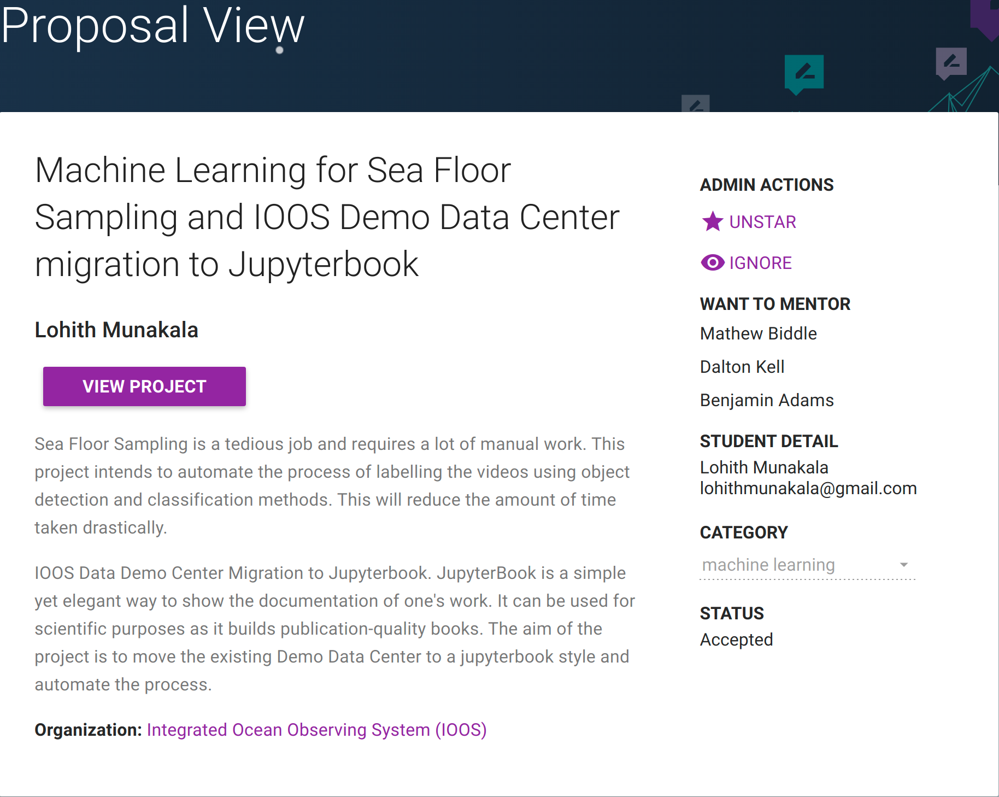 Proposal View
Machine Learning for Sea Floor
Sampling and IOOS Demo Data Center
migration to Jupyterbook
Lohith Munakala
VIEW PROJECT
Sea Floor Sampling is a tedious job and requires a lot of manual work. This
project intends to automate the process of labelling the videos using object
detection and classification methods. This will reduce the amount of time
taken drastically.
IOOS Data Demo Center Migration to Jupyterbook. JupyterBook is a simple
yet elegant way to show the documentation of one's work. It can be used for
scientific purposes as it builds publication-quality books. The aim of the
project is to move the existing Demo Data Center to a jupyterbook style and
automate the process.
Organization: Integrated Ocean Observing System (IOOS)
ADMIN ACTIONS
UNSTAR
IGNORE
WANT TO MENTOR
Mathew Biddle
Dalton Kell
Benjamin Adams
STUDENT DETAIL
Lohith Munakala
lohithmunakala@gmail.com
CATEGORY
machine learning
STATUS
Accepted